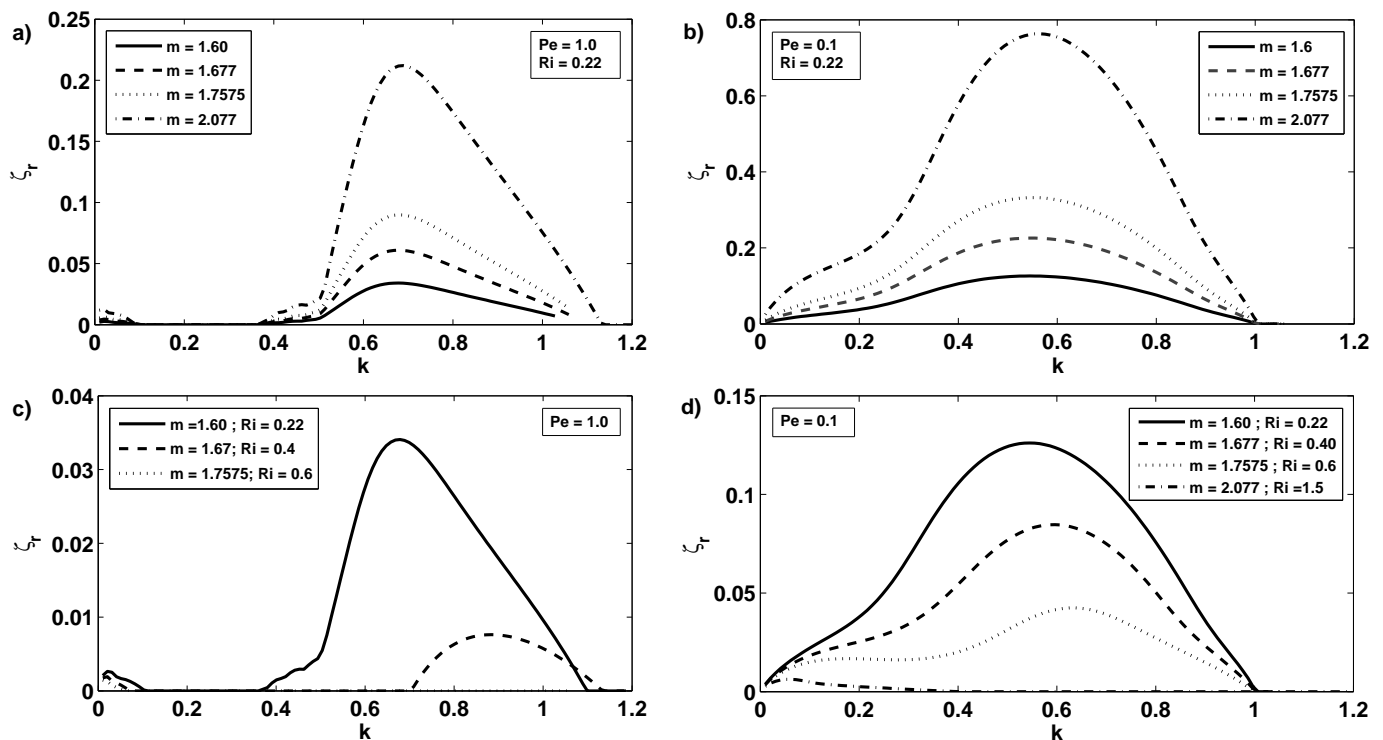 a)
m = 1.60
m = 1.677
m = 1.7575
m = 2.077
Pe = 1.0
Ri = 0.22
0.25
0.2
0.15
0.1
0.05
0
ζr
0 0.2 0.4 0.6 0.8 1 1.2
k
b)
Pe = 0.1
Ri = 0.22
m = 1.6
m = 1.677
m = 1.7575
m = 2.077
0.8
0.6
0.4
0.2
0
ζr
0 0.2 0.4 0.6 0.8 1 1.2
k
c)
m =1.60 ; Ri = 0.22
m = 1.67; Ri = 0.4
m = 1.7575; Ri = 0.6
Pe = 1.0
0.04
0.03
0.02
0.01
0
ζr
0 0.2 0.4 0.6 0.8 1 1.2
k
d)
Pe = 0.1
m = 1.60 ; Ri = 0.22
m = 1.677 ; Ri = 0.40
m = 1.7575 ; Ri = 0.6
m = 2.077 ; Ri =1.5
0.15
0.1
0.05
0
ζr
0 0.2 0.4 0.6 0.8 1 1.2
k